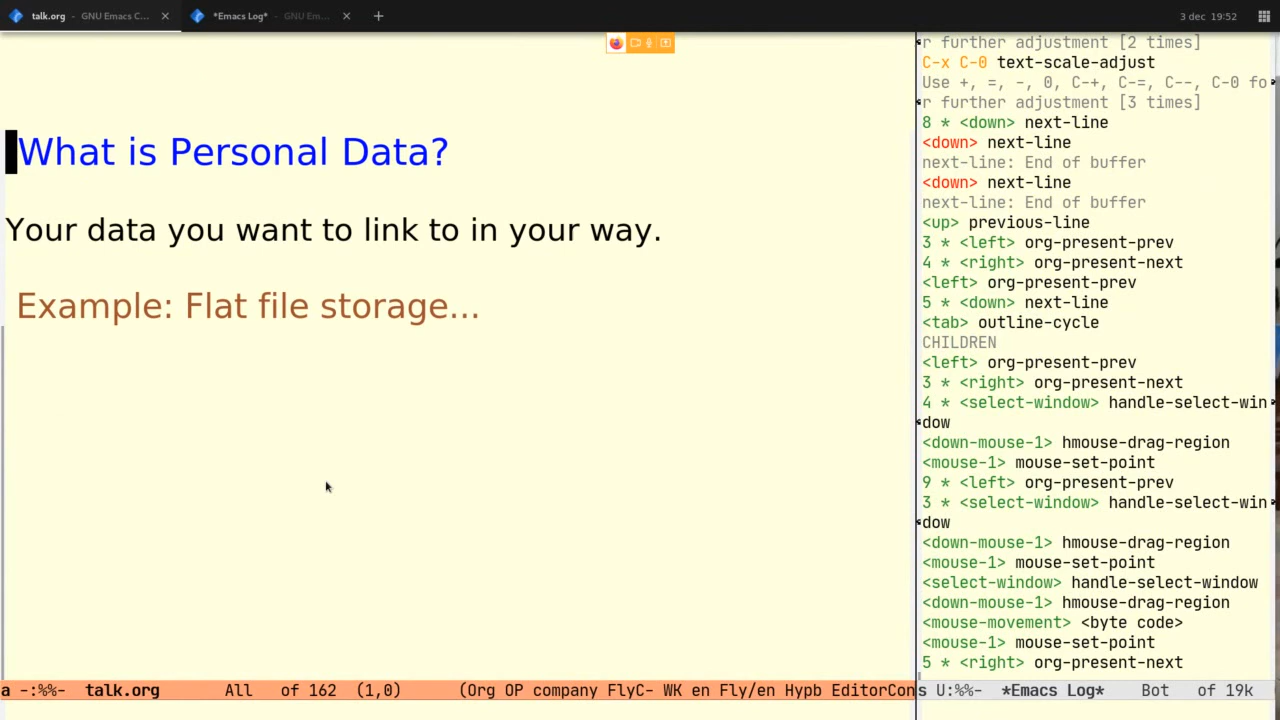 talk.org - GNU Emacs C...
*Emacs Log* - GNU Em...
3 dec 19:52
What is Personal Data?
Your data you want to link to in your way.
Example: Flat file storage...
a -:%%- talk.org All of 162 (1,0) (Org OP company FlyC- WK en Fly/en Hypb EditorCon
r further adjustment [2 times]
C-x C-0 text-scale-adjust
Use +, =, -, 0, C-+, C-=, C--, C-0 fo
r further adjustment [3 times]
8 * <down> next-line
<down> next-line
next-line: End of buffer
<down> next-line
next-line: End of buffer
<up> previous-line
3 * <left> org-present-prev
4 * <right> org-present-next
<left> org-present-prev
5 * <down> next-line
<tab> outline-cycle
CHILDREN
<left> org-present-prev
3 * <right> org-present-next
4 * <select-window> handle-select-win
dow
<down-mouse-1> hmouse-drag-region
<mouse-1> mouse-set-point
9 * <left> org-present-prev
3 * <select-window> handle-select-win
dow
<down-mouse-1> hmouse-drag-region
<mouse-1> mouse-set-point
<select-window> handle-select-window
<down-mouse-1> hmouse-drag-region
<mouse-movement> <byte code>
<mouse-1> mouse-set-point
5 * <right> org-present-next
s U:%%- *Emacs Log* Bot of 19k